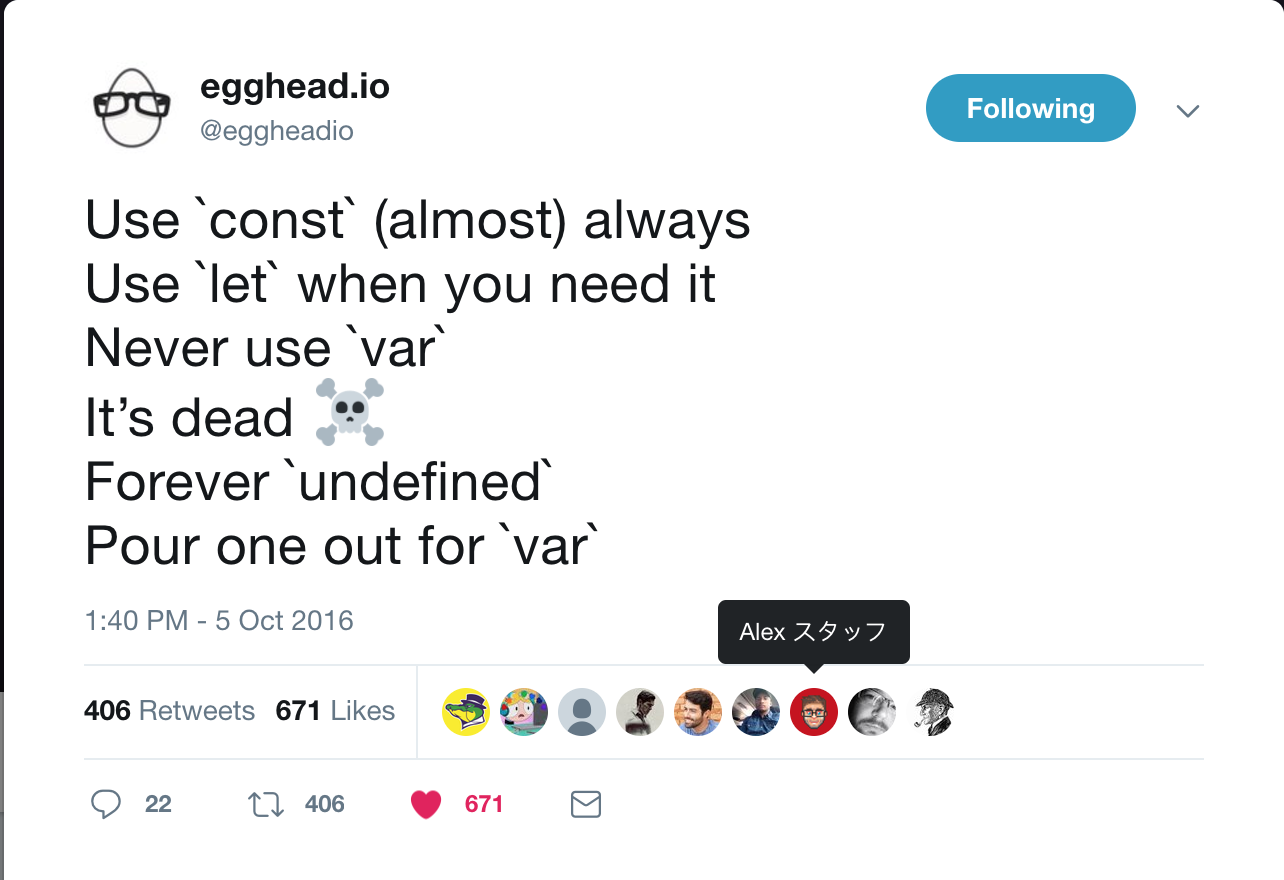 egghead.io
@eggheadio
Following
Use `const` (almost) always
Use `let` when you need it
Never use `var`
It’s dead ☠️
Forever `undefined`
Pour one out for `var`
1:40 PM - 5 Oct 2016
Alex スタッフ
406 Retweets 671 Likes
22 406 671